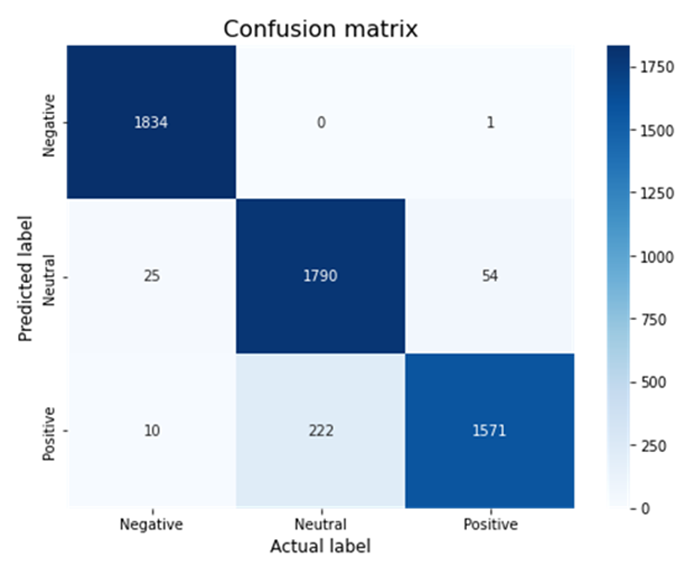 Confusion matrix
Predicted label
Negative
1834
0
1
Neutral
25
1790
54
Positive
10
222
1571
Negative
Neutral
Positive
Actual label
1750
1500
1250
1000
750
500
250
0